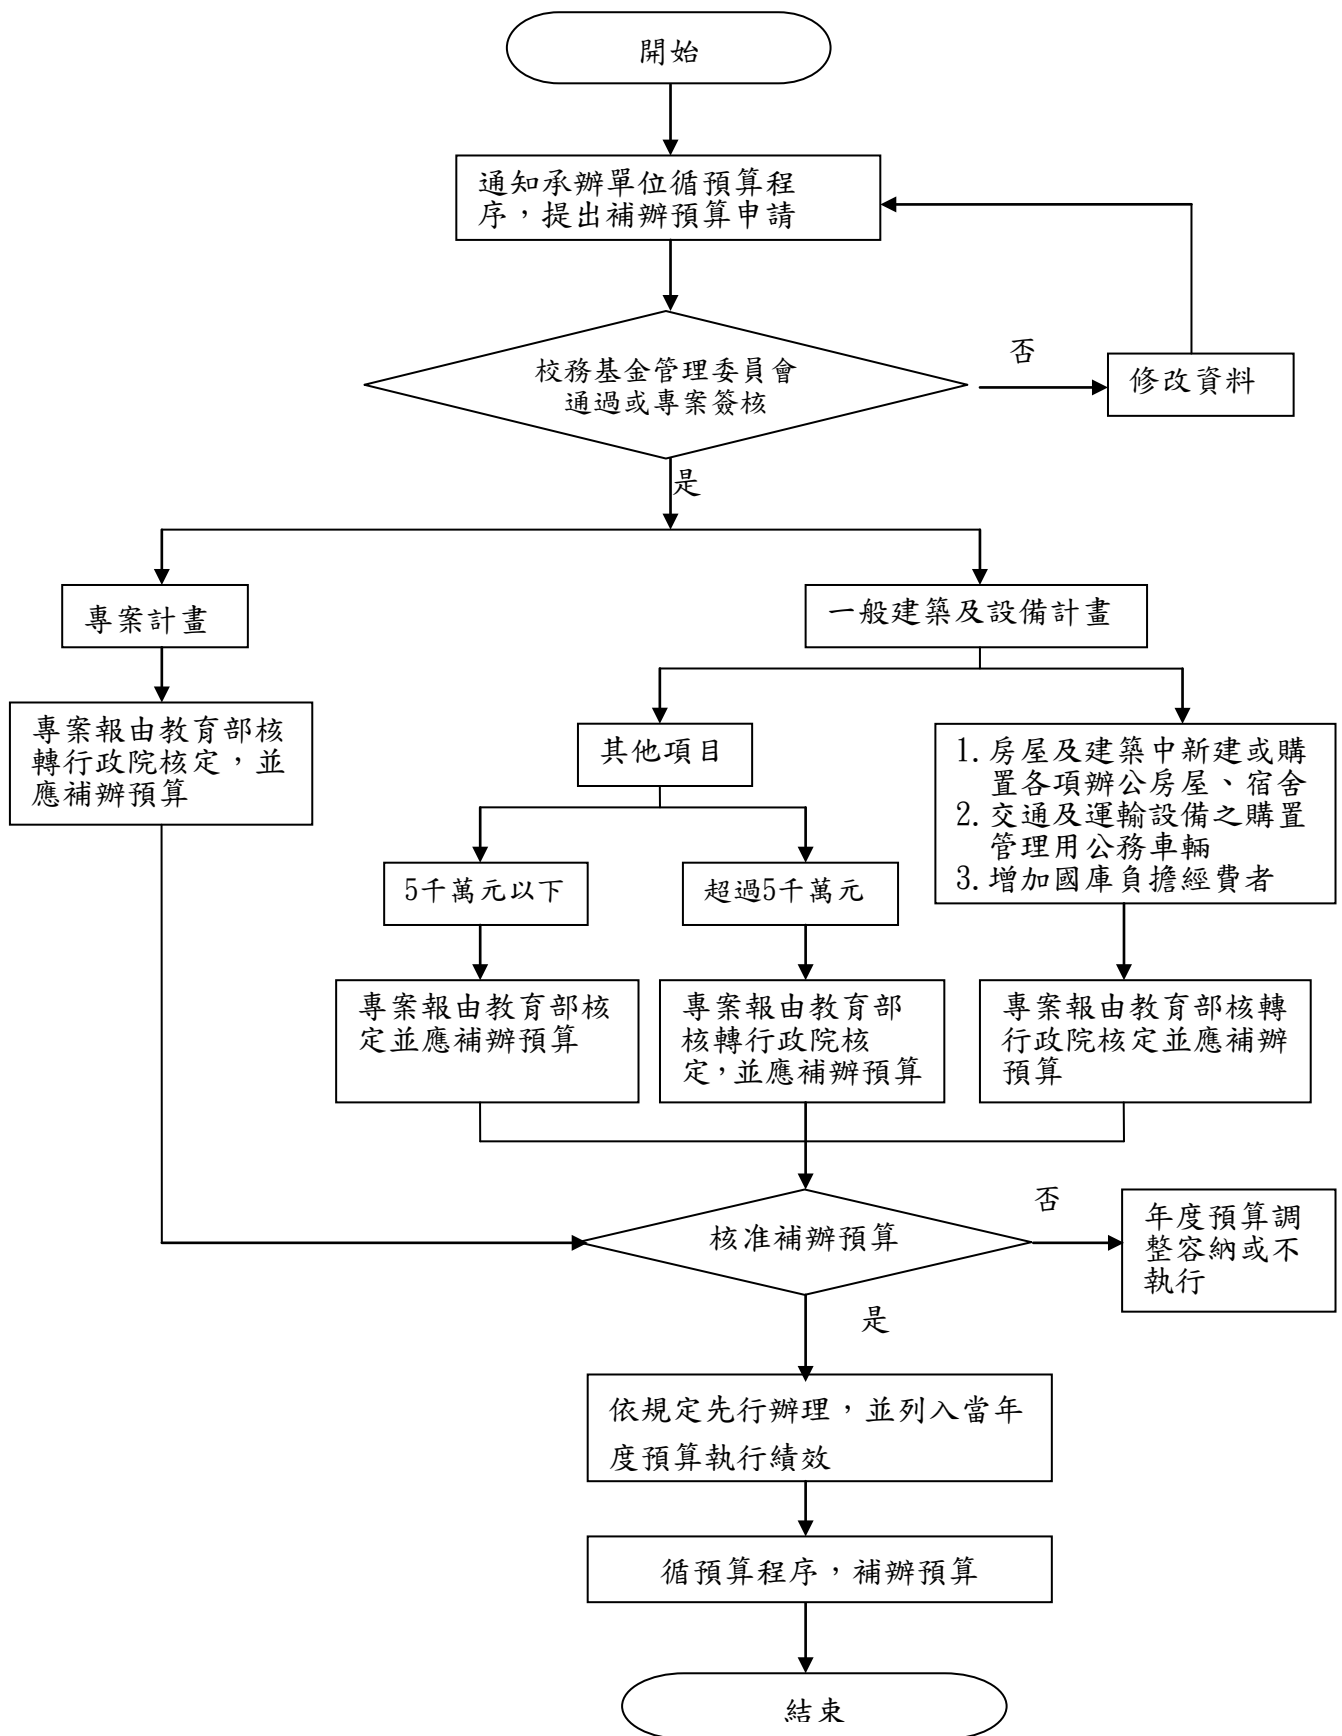 開始
通知承辦單位循預算程
序，提出補辦預算申請
校務基金管理委員會
通過或專案簽核
否
修改資料
是
專案計畫
一般建築及設備計畫
專案報由教育部核
轉行政院核定，並
應補辦預算
其他項目
1.房屋及建築中新建或購
置各項辦公房屋、宿舍
2.交通及運輸設備之購置
管理用公務車輛
3.增加國庫負擔經費者
5千萬元以下
超過5千萬元
專案報由教育部核
定並應補辦預算
專案報由教育部
核轉行政院核
定，並應補辦預算
專案報由教育部核轉
行政院核定並應補辦
預算
核准補辦預算
否
年度預算調
整容納或不
執行
是
依規定先行辦理，並列入當年
度預算執行績效
循預算程序，補辦預算
結束